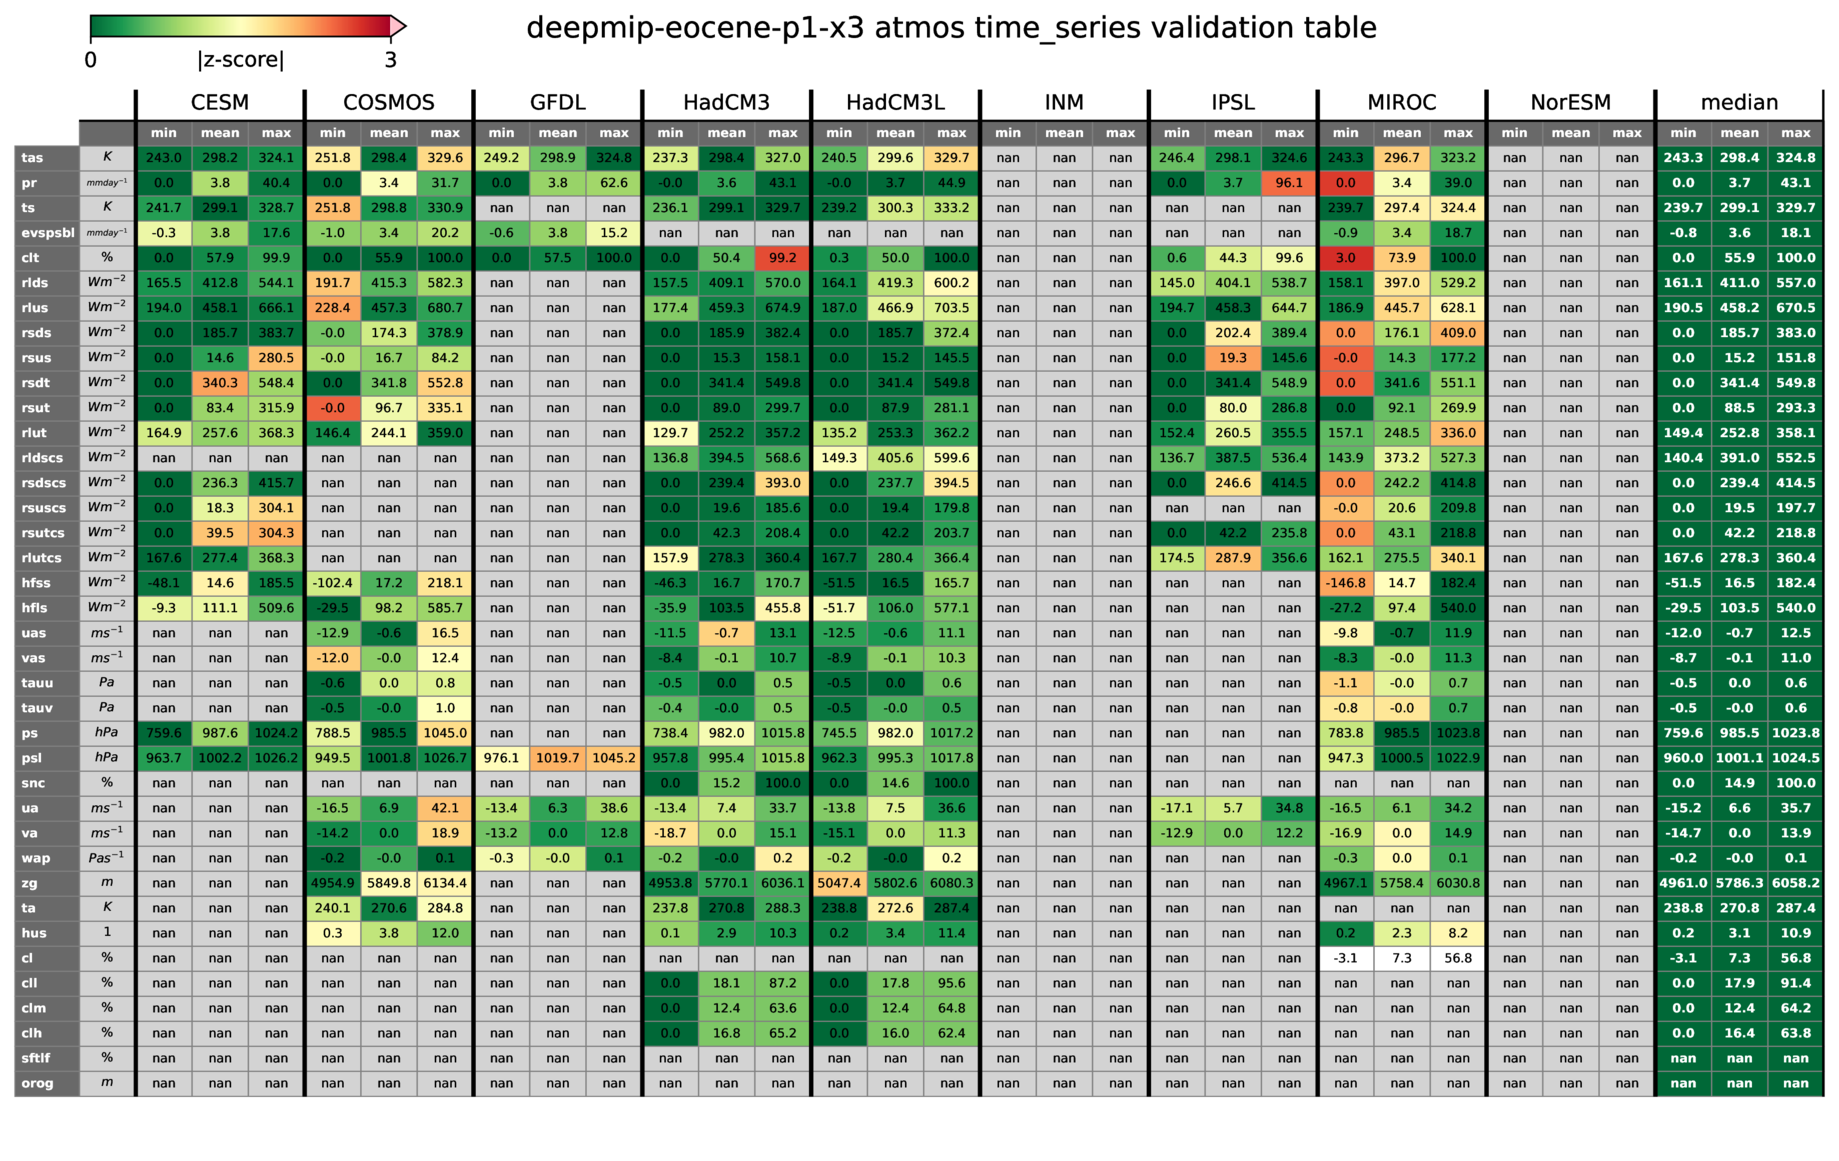 deepmip-eocene-p1-x3 atmos time_series validation table
0 |z-score| 3
CESM COSMOS GFDL HadCM3 HadCM3L INM IPSL MIROC NorESM median
min mean max min mean max min mean max min mean max min mean max min mean max min mean max min mean max min mean max min mean max
tas K 243.0 298.2 324.1 251.8 298.4 329.6 249.2 298.9 324.8 237.3 298.4 327.0 240.5 299.6 329.7 nan nan nan 246.4 298.1 324.6 243.3 296.7 323.2 nan nan nan 243.3 298.4 324.8
pr mmday⁻¹ 0.0 3.8 40.4 0.0 3.4 31.7 0.0 3.8 62.6 -0.0 3.6 43.1 -0.0 3.7 44.9 nan nan nan 0.0 3.7 96.1 0.0 3.4 39.0 nan nan nan 0.0 3.7 43.1
ts K 241.7 299.1 328.7 251.8 298.8 330.9 nan nan nan 236.1 299.1 329.7 239.2 300.3 333.2 nan nan nan nan nan nan 239.7 297.4 324.4 nan nan nan 239.7 299.1 329.7
evspsbl mmday⁻¹ -0.3 3.8 17.6 -1.0 3.4 20.2 -0.6 3.8 15.2 nan nan nan nan nan nan nan nan nan nan nan nan -0.9 3.4 18.7 nan nan nan -0.8 3.6 18.1
clt % 0.0 57.9 99.9 0.0 55.9 100.0 0.0 57.5 100.0 0.0 50.4 99.2 0.3 50.0 100.0 nan nan nan 0.6 44.3 99.6 3.0 73.9 100.0 nan nan nan 0.0 55.9 100.0
rlds Wm⁻² 165.5 412.8 544.1 191.7 415.3 582.3 nan nan nan 157.5 409.1 570.0 164.1 419.3 600.2 nan nan nan 145.0 404.1 538.7 158.1 397.0 529.2 nan nan nan 161.1 411.0 557.0
rlus Wm⁻² 194.0 458.1 666.1 228.4 457.3 680.7 nan nan nan 177.4 459.3 674.9 187.0 466.9 703.5 nan nan nan 194.7 458.3 644.7 186.9 445.7 628.1 nan nan nan 190.5 458.2 670.5
rsds Wm⁻² 0.0 185.7 383.7 -0.0 174.3 378.9 nan nan nan 0.0 185.9 382.4 0.0 185.7 372.4 nan nan nan 0.0 202.4 389.4 0.0 176.1 409.0 nan nan nan 0.0 185.7 383.0
rsus Wm⁻² 0.0 14.6 280.5 -0.0 16.7 84.2 nan nan nan 0.0 15.3 158.1 0.0 15.2 145.5 nan nan nan 0.0 19.3 145.6 -0.0 14.3 177.2 nan nan nan 0.0 15.2 151.8
rsdt Wm⁻² 0.0 340.3 548.4 0.0 341.8 552.8 nan nan nan 0.0 341.4 549.8 0.0 341.4 549.8 nan nan nan 0.0 341.4 548.9 0.0 341.6 551.1 nan nan nan 0.0 341.4 549.8
rsut Wm⁻² 0.0 83.4 315.9 -0.0 96.7 335.1 nan nan nan 0.0 89.0 299.7 0.0 87.9 281.1 nan nan nan 0.0 80.0 286.8 0.0 92.1 269.9 nan nan nan 0.0 88.5 293.3
rlut Wm⁻² 164.9 257.6 368.3 146.4 244.1 359.0 nan nan nan 129.7 252.2 357.2 135.2 253.3 362.2 nan nan nan 152.4 260.5 355.5 157.1 248.5 336.0 nan nan nan 149.4 252.8 358.1
rldscs Wm⁻² nan nan nan nan nan nan nan nan nan 136.8 394.5 568.6 149.3 405.6 599.6 nan nan nan 136.7 387.5 536.4 143.9 373.2 527.3 nan nan nan 140.4 391.0 552.5
rsdscs Wm⁻² 0.0 236.3 415.7 nan nan nan nan nan nan 0.0 239.4 393.0 0.0 237.7 394.5 nan nan nan 0.0 246.6 414.5 0.0 242.2 414.8 nan nan nan 0.0 239.4 414.5
rsuscs Wm⁻² 0.0 18.3 304.1 nan nan nan nan nan nan 0.0 19.6 185.6 0.0 19.4 179.8 nan nan nan nan nan nan -0.0 20.6 209.8 nan nan nan 0.0 19.5 197.7
rsutcs Wm⁻² 0.0 39.5 304.3 nan nan nan nan nan nan 0.0 42.3 208.4 0.0 42.2 203.7 nan nan nan 0.0 42.2 235.8 0.0 43.1 218.8 nan nan nan 0.0 42.2 218.8
rlutcs Wm⁻² 167.6 277.4 368.3 nan nan nan nan nan nan 157.9 278.3 360.4 167.7 280.4 366.4 nan nan nan 174.5 287.9 356.6 162.1 275.5 340.1 nan nan nan 167.6 278.3 360.4
hfss Wm⁻² -48.1 14.6 185.5 -102.4 17.2 218.1 nan nan nan -46.3 16.7 170.7 -51.5 16.5 165.7 nan nan nan nan nan nan -146.8 14.7 182.4 nan nan nan -51.5 16.5 182.4
hfls Wm⁻² -9.3 111.1 509.6 -29.5 98.2 585.7 nan nan nan -35.9 103.5 455.8 -51.7 106.0 577.1 nan nan nan nan nan nan -27.2 97.4 540.0 nan nan nan -29.5 103.5 540.0
uas ms⁻¹ nan nan nan -12.9 -0.6 16.5 nan nan nan -11.5 -0.7 13.1 -12.5 -0.6 11.1 nan nan nan nan nan nan -9.8 -0.7 11.9 nan nan nan -12.0 -0.7 12.5
vas ms⁻¹ nan nan nan -12.0 -0.0 12.4 nan nan nan -8.4 -0.1 10.7 -8.9 -0.1 10.3 nan nan nan nan nan nan -8.3 -0.0 11.3 nan nan nan -8.7 -0.1 11.0
tauu Pa nan nan nan -0.6 0.0 0.8 nan nan nan -0.5 0.0 0.5 -0.5 0.0 0.6 nan nan nan nan nan nan -1.1 -0.0 0.7 nan nan nan -0.5 0.0 0.6
tauv Pa nan nan nan -0.5 -0.0 1.0 nan nan nan -0.4 -0.0 0.5 -0.5 -0.0 0.5 nan nan nan nan nan nan -0.8 -0.0 0.7 nan nan nan -0.5 -0.0 0.6
ps hPa 759.6 987.6 1024.2 788.5 985.5 1045.0 nan nan nan 738.4 982.0 1015.8 745.5 982.0 1017.2 nan nan nan nan nan nan 783.8 985.5 1023.8 nan nan nan 759.6 985.5 1023.8
psl hPa 963.7 1002.2 1026.2 949.5 1001.8 1026.7 976.1 1019.7 1045.2 957.8 995.4 1015.8 962.3 995.3 1017.8 nan nan nan nan nan nan 947.3 1000.5 1022.9 nan nan nan 960.0 1001.1 1024.5
snc % nan nan nan nan nan nan nan nan nan 0.0 15.2 100.0 0.0 14.6 100.0 nan nan nan nan nan nan nan nan nan nan nan nan 0.0 14.9 100.0
ua ms⁻¹ nan nan nan -16.5 6.9 42.1 -13.4 6.3 38.6 -13.4 7.4 33.7 -13.8 7.5 36.6 nan nan nan -17.1 5.7 34.8 -16.5 6.1 34.2 nan nan nan -15.2 6.6 35.7
va ms⁻¹ nan nan nan -14.2 0.0 18.9 -13.2 0.0 12.8 -18.7 0.0 15.1 -15.1 0.0 11.3 nan nan nan -12.9 0.0 12.2 -16.9 0.0 14.9 nan nan nan -14.7 0.0 13.9
wap Pas⁻¹ nan nan nan -0.2 -0.0 0.1 -0.3 -0.0 0.1 -0.2 -0.0 0.2 -0.2 -0.0 0.2 nan nan nan nan nan nan -0.3 0.0 0.1 nan nan nan -0.2 -0.0 0.1
zg m nan nan nan 4954.9 5849.8 6134.4 nan nan nan 4953.8 5770.1 6036.1 5047.4 5802.6 6080.3 nan nan nan nan nan nan 4967.1 5758.4 6030.8 nan nan nan 4961.0 5786.3 6058.2
ta K nan nan nan 240.1 270.6 284.8 nan nan nan 237.8 270.8 288.3 238.8 272.6 287.4 nan nan nan nan nan nan nan nan nan nan nan nan 238.8 270.8 287.4
hus 1 nan nan nan 0.3 3.8 12.0 nan nan nan 0.1 2.9 10.3 0.2 3.4 11.4 nan nan nan nan nan nan 0.2 2.3 8.2 nan nan nan 0.2 3.1 10.9
cl % nan nan nan nan nan nan nan nan nan nan nan nan nan nan nan nan nan nan nan nan nan -3.1 7.3 56.8 nan nan nan -3.1 7.3 56.8
cll % nan nan nan nan nan nan nan nan nan 0.0 18.1 87.2 0.0 17.8 95.6 nan nan nan nan nan nan nan nan nan nan nan nan 0.0 17.9 91.4
clm % nan nan nan nan nan nan nan nan nan 0.0 12.4 63.6 0.0 12.4 64.8 nan nan nan nan nan nan nan nan nan nan nan nan 0.0 12.4 64.2
clh % nan nan nan nan nan nan nan nan nan 0.0 16.8 65.2 0.0 16.0 62.4 nan nan nan nan nan nan nan nan nan nan nan nan 0.0 16.4 63.8
sftlf % nan nan nan nan nan nan nan nan nan nan nan nan nan nan nan nan nan nan nan nan nan nan nan nan nan nan nan nan nan nan
orog m nan nan nan nan nan nan nan nan nan nan nan nan nan nan nan nan nan nan nan nan nan nan nan nan nan nan nan nan nan nan